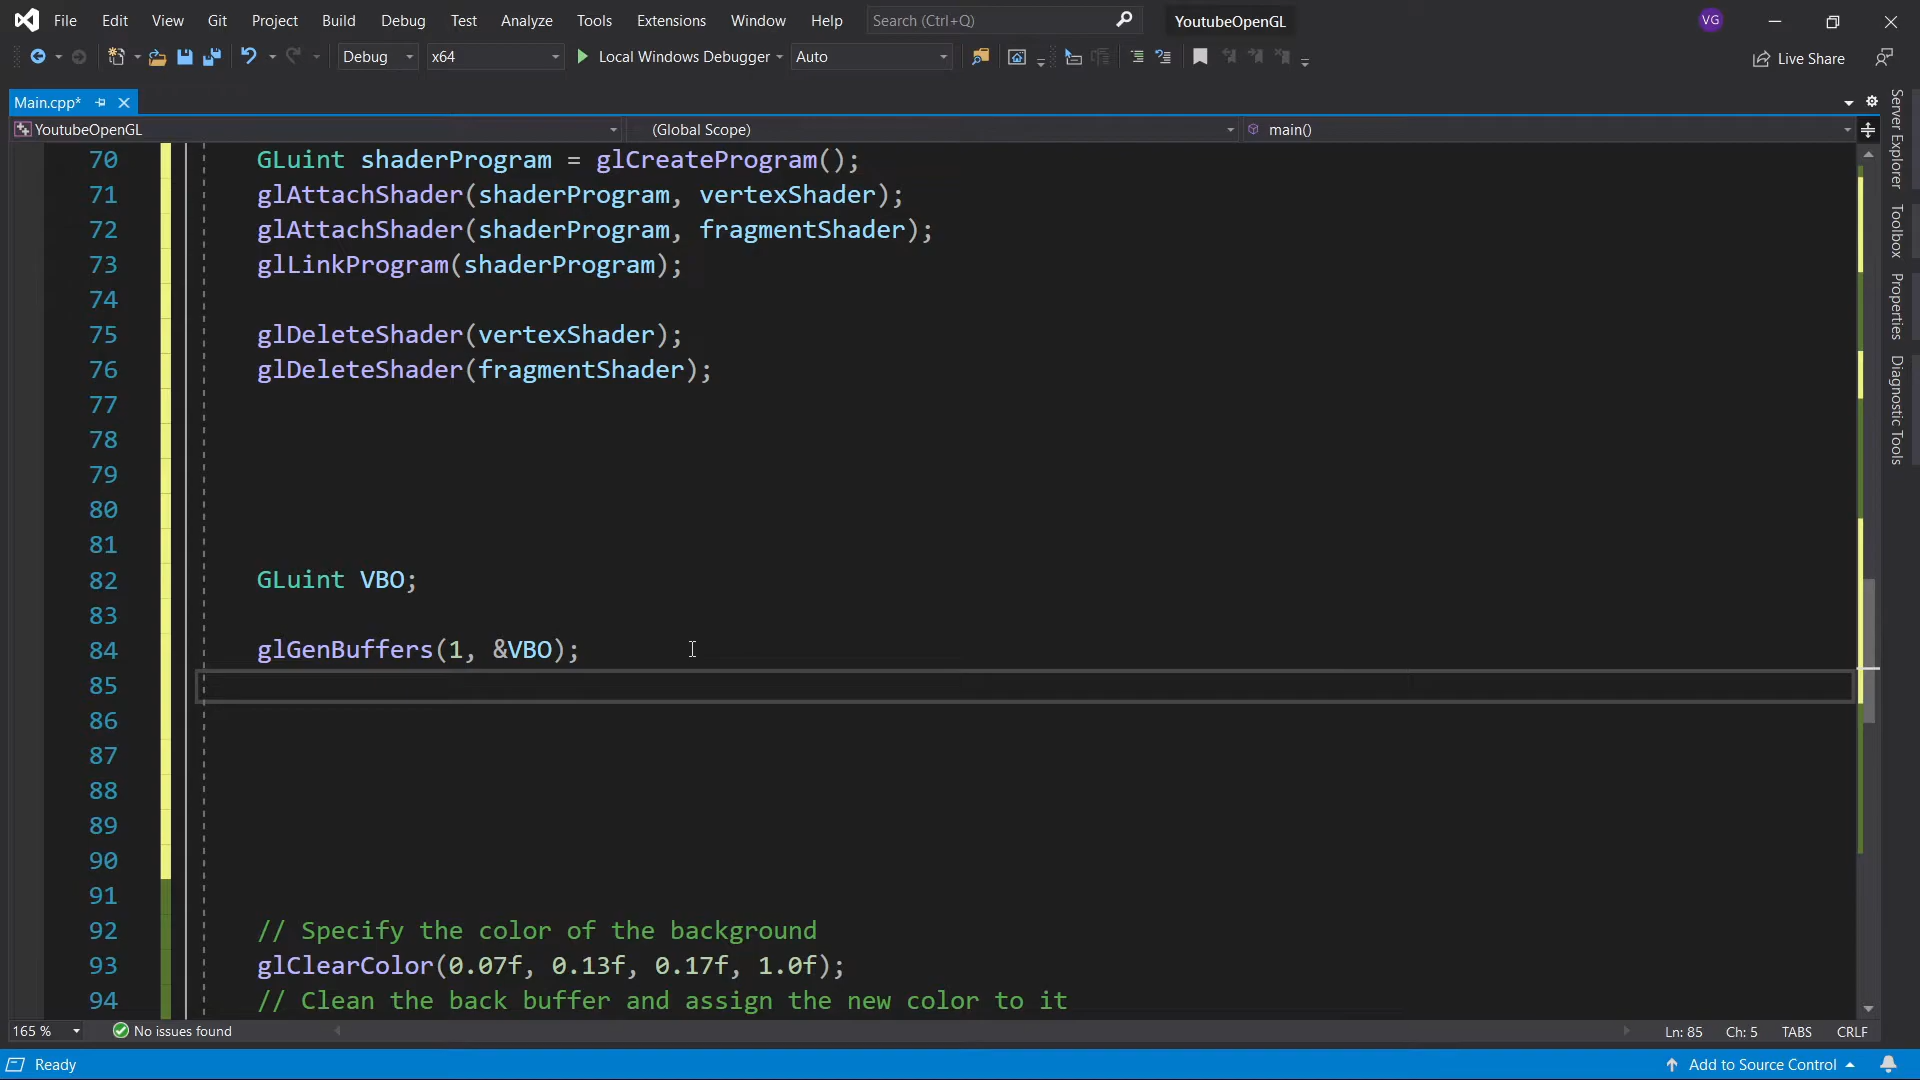 File Edit View Git Project Build Debug Test Analyze Tools Extensions Window Help Search (Ctrl+Q) YoutubeOpenGL VG
Debug x64 Local Windows Debugger Auto Live Share
Main.cpp*
YoutubeOpenGL (Global Scope) main()
70 GLuint shaderProgram = glCreateProgram();
71 glAttachShader(shaderProgram, vertexShader);
72 glAttachShader(shaderProgram, fragmentShader);
73 glLinkProgram(shaderProgram);
74
75 glDeleteShader(vertexShader);
76 glDeleteShader(fragmentShader);
77
78
79
80
81
82 GLuint VBO;
83
84 glGenBuffers(1, &VBO);
85
86
87
88
89
90
91
92 // Specify the color of the background
93 glClearColor(0.07f, 0.13f, 0.17f, 1.0f);
94 // Clean the back buffer and assign the new color to it
Server Explorer
Toolbox
Properties
Diagnostic Tools
165 % No issues found Ln: 85 Ch: 5 TABS CRLF
Ready Add to Source Control